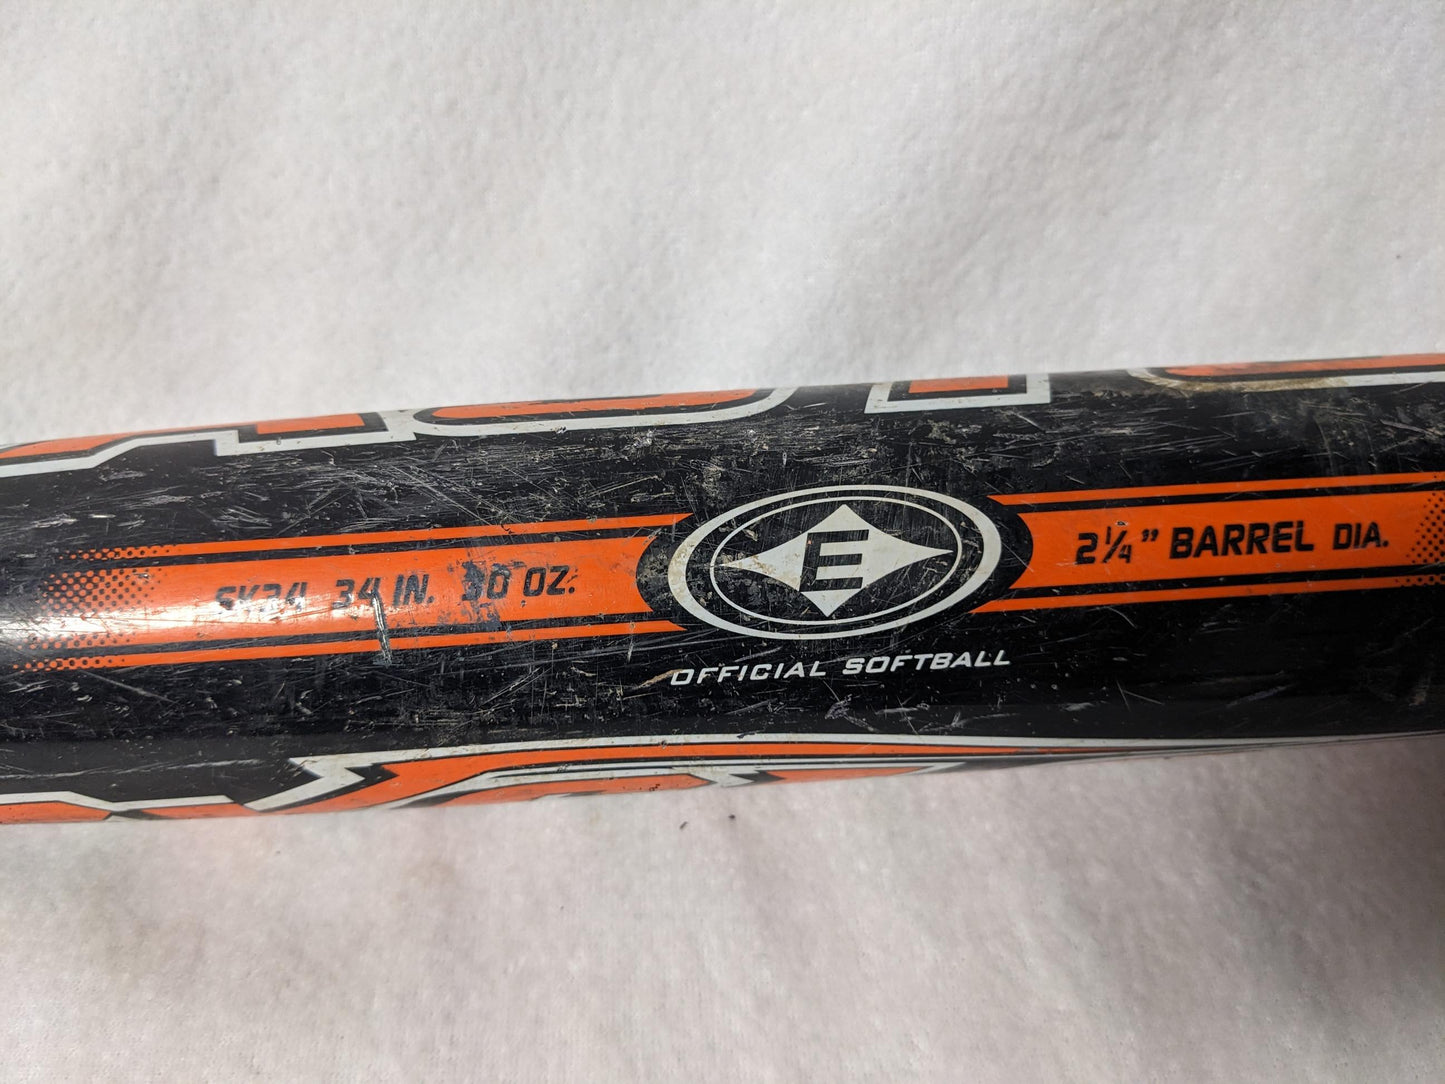 SK34 34 IN. 30 OZ.
E
2¼" BARREL DIA.
OFFICIAL SOFTBALL